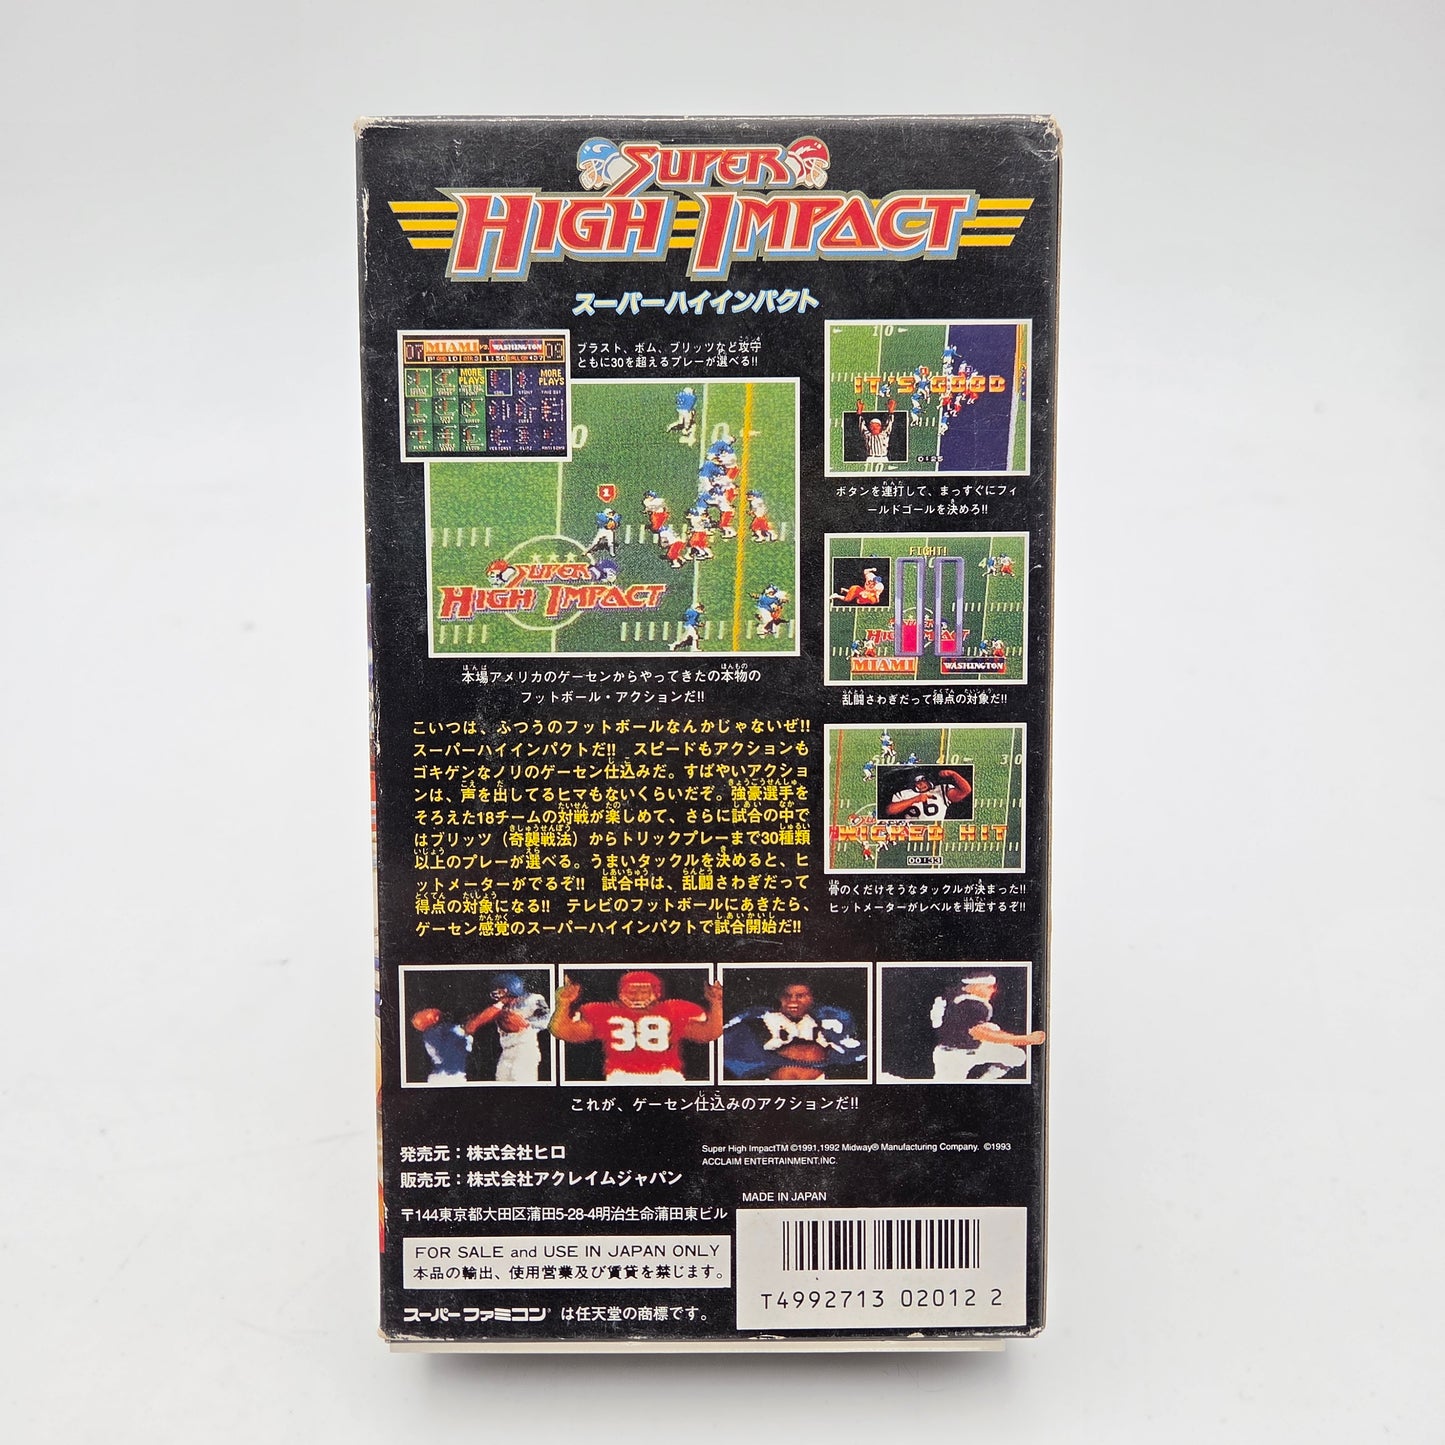 SUPER
HIGH IMPACT
スーパーハイインパクト
ブラスト、ボム、ブリッツなど攻守
ともに30を超えるプレーが選べる!!
07 MIAMI VS. WASHINGTON
MORE PLAYS
MORE PLAYS
40
1
SUPER
HIGH IMPACT
本場アメリカのゲーセンからやってきたの本物の
フットボール・アクションだ!!
10
IT'S GOOD
0:25
10
ボタンを連打して、まっすぐにフィ
ールドゴールを決めろ!!
FIGHT!
HIGH IMPACT
MIAMI WASHINGTON
乱闘さわぎだって得点の対象だ!!
50 40 30
66
WICKED HIT
00:33
骨のくだけそうなタックルが決まった!!
ヒットメーターがレベルを判定するぞ!!
こいつは、ふつうのフットボールなんかじゃないぜ!!
スーパーハイインパクトだ!! スピードもアクションも
ゴキゲンなノリのゲーセン仕込みだ。すばやいアクショ
ンは、声を出してるヒマもないくらいだぞ。強豪選手を
そろえた18チームの対戦が楽しめて、さらに試合の中で
はブリッツ（奇襲戦法）からトリックプレーまで30種類
以上のプレーが選べる。うまいタックルを決めると、ヒ
ットメーターがでるぞ!! 試合中は、乱闘さわぎだって
得点の対象になる!! テレビのフットボールにあきたら、
ゲーセン感覚のスーパーハイインパクトで試合開始だ!!
38
これが、ゲーセン仕込みのアクションだ!!
発売元：株式会社ヒロ
販売元：株式会社アクレイムジャパン
Super High ImpactTM ©1991,1992 Midway® Manufacturing Company. ©1993
ACCLAIM ENTERTAINMENT,INC.
MADE IN JAPAN
〒144東京都大田区蒲田5-28-4明治生命蒲田東ビル
FOR SALE and USE IN JAPAN ONLY
本品の輸出、使用営業及び賃貸を禁じます。
スーパーファミコン® は任天堂の商標です。
T4992713 02012 2